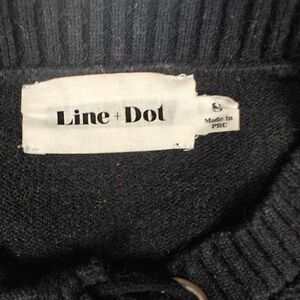 Line + Dot
S
Made in
PRC